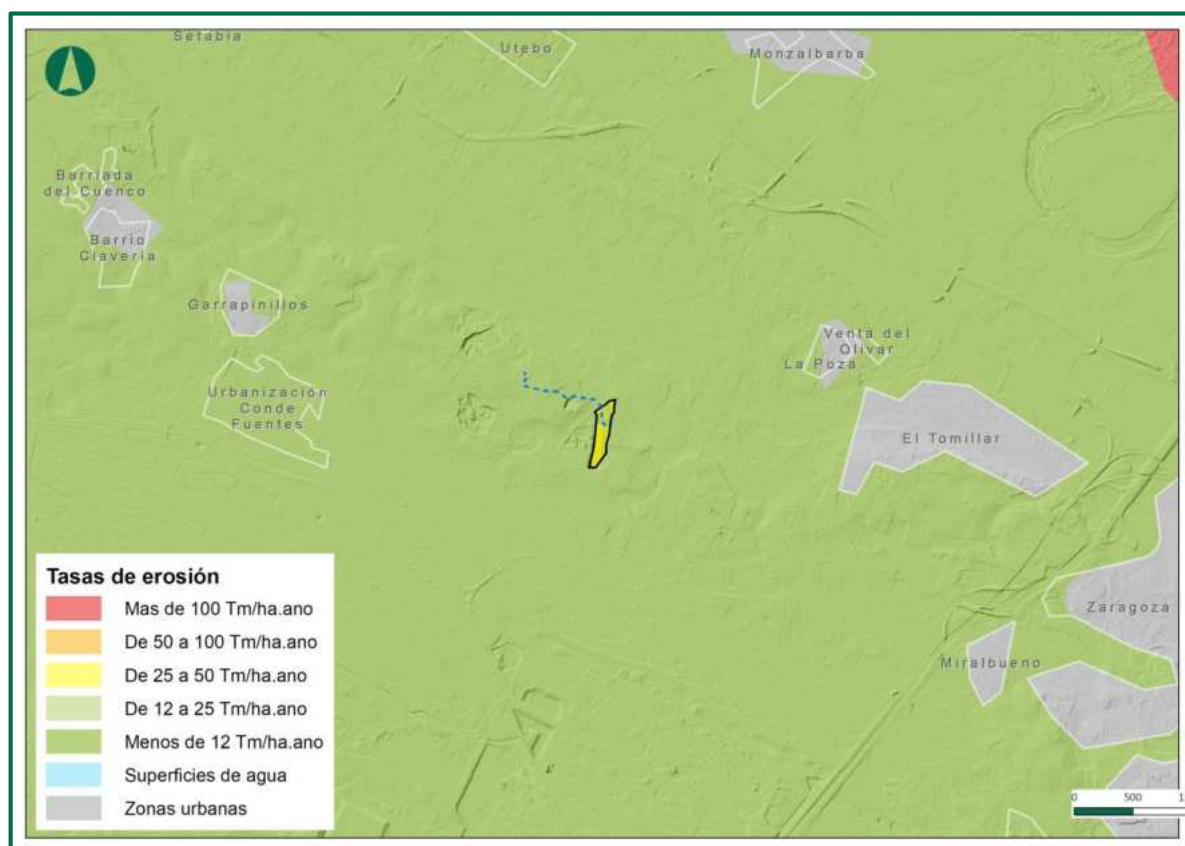 Setabia
Utebo
Monzalbarba
Barriada
del Cuenco
Barrio
Clavería
Garrapinillos
Venta del
Olivar
La Poza
Urbanización
Conde
Fuentes
El Tomillar
Zaragoza
Miralbueno
Tasas de erosión
Mas de 100 Tm/ha.ano
De 50 a 100 Tm/ha.ano
De 25 a 50 Tm/ha.ano
De 12 a 25 Tm/ha.ano
Menos de 12 Tm/ha.ano
Superficies de agua
Zonas urbanas
0 500